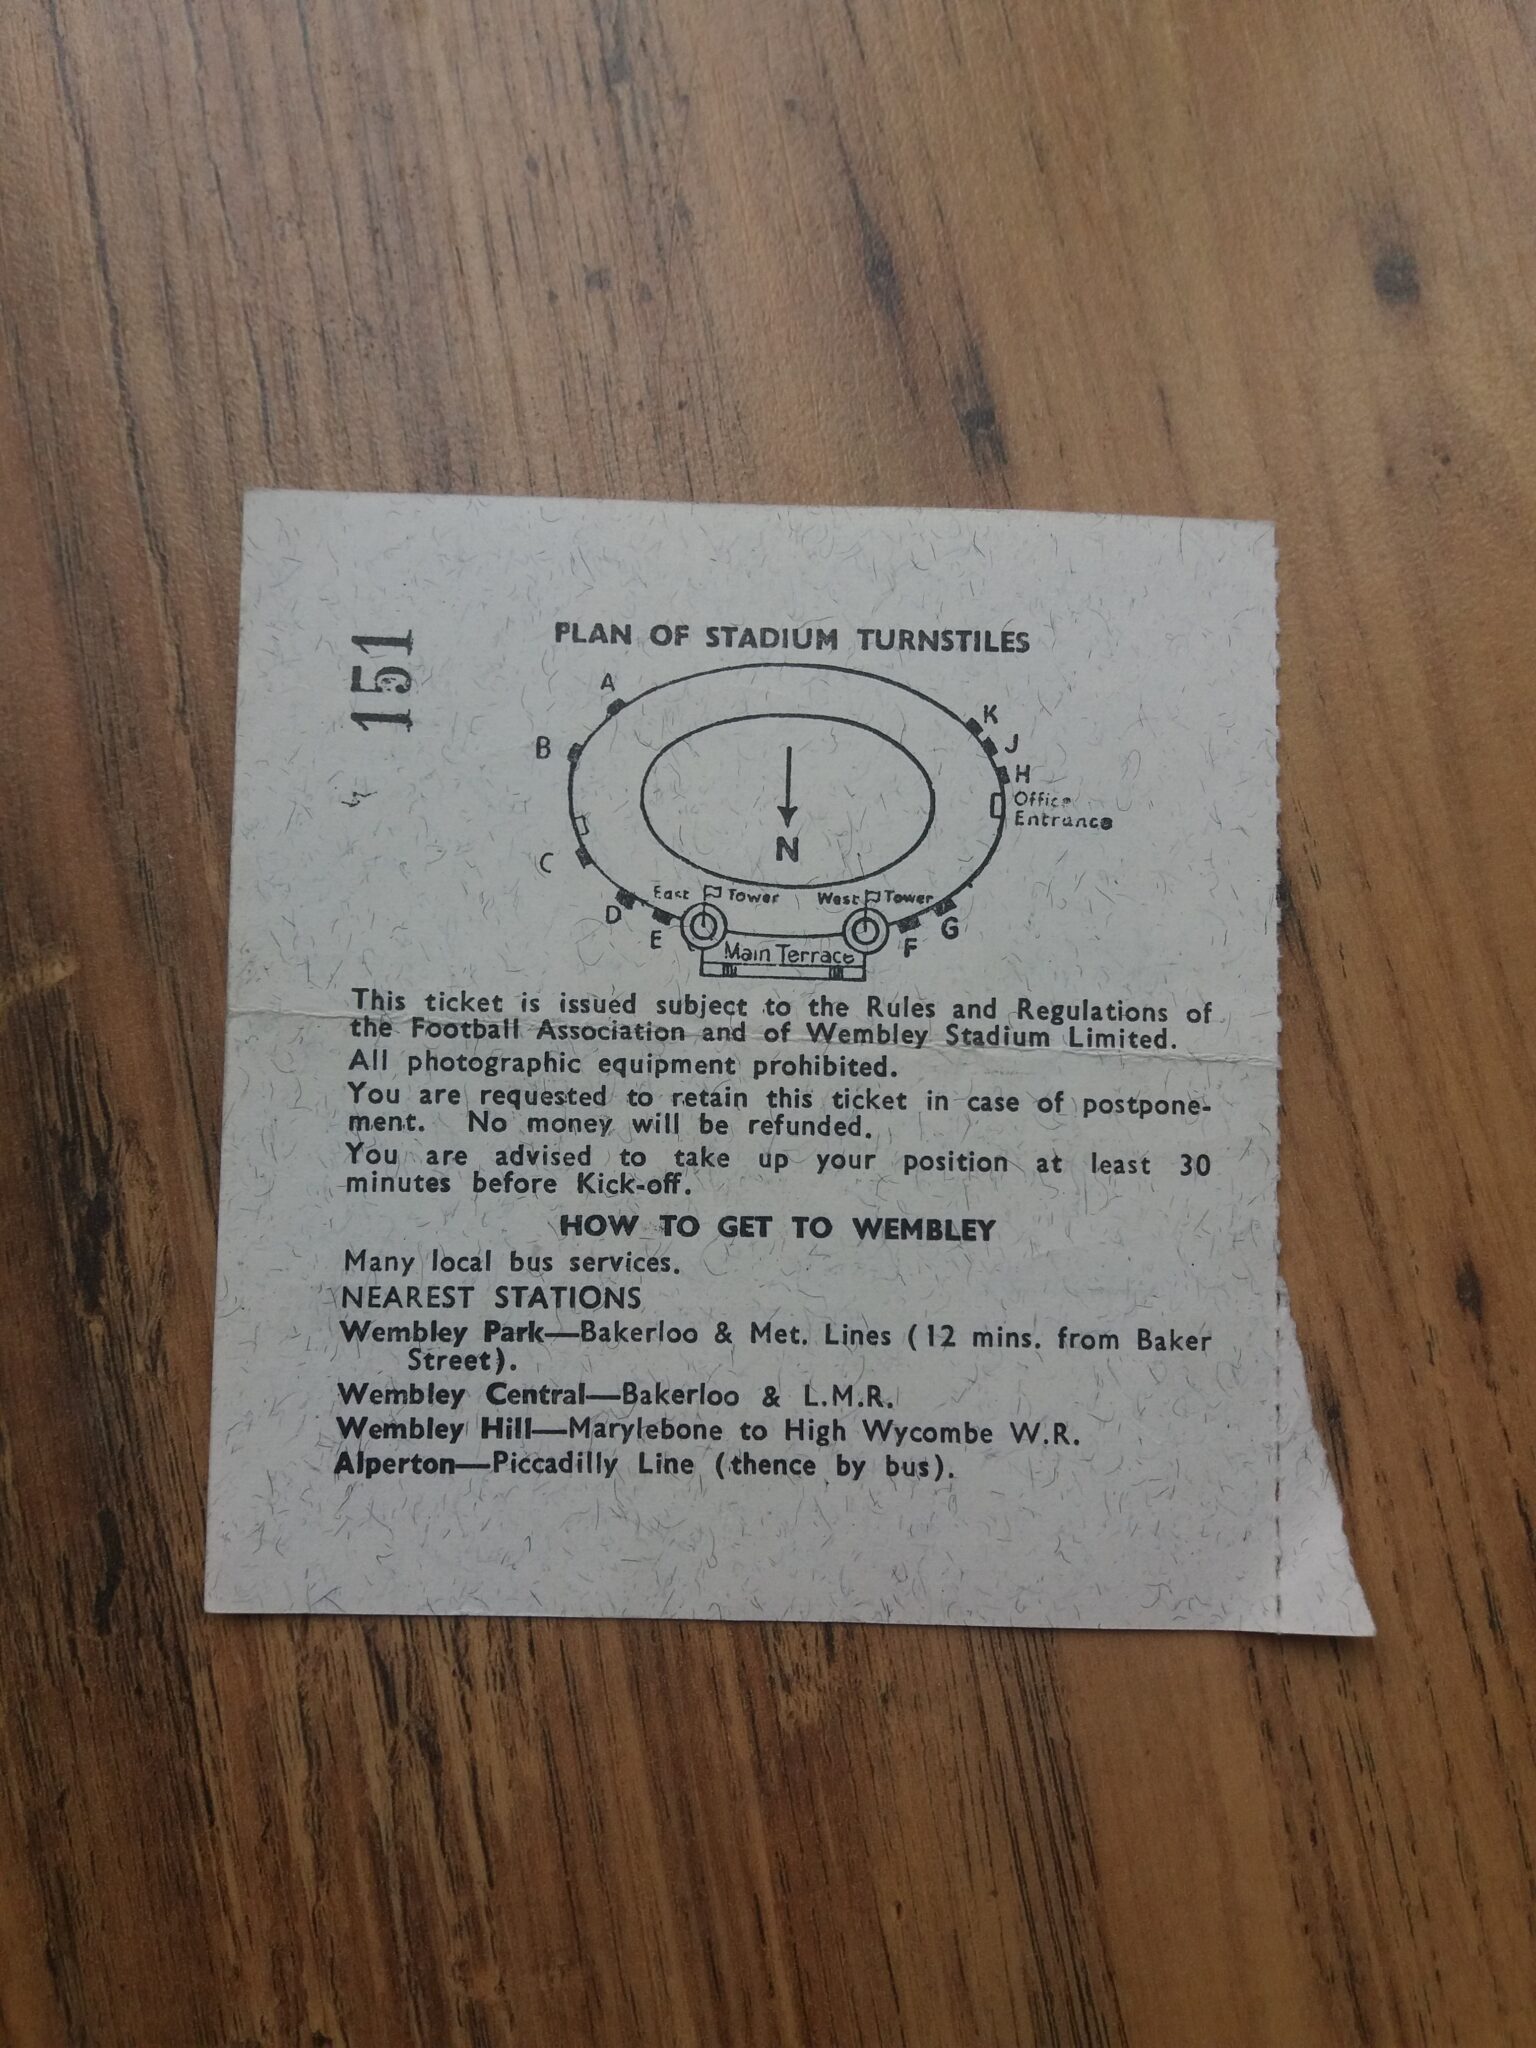 151
PLAN OF STADIUM TURNSTILES
A
K
B
J
H
Office
Entrance
N
C
East Tower
West Tower
D
E
G
F
Main Terrace
This ticket is issued subject to the Rules and Regulations of
the Football Association and of Wembley Stadium Limited.
All photographic equipment prohibited.
You are requested to retain this ticket in case of postpone-
ment. No money will be refunded.
You are advised to take up your position at least 30
minutes before Kick-off.
HOW TO GET TO WEMBLEY
Many local bus services.
NEAREST STATIONS
Wembley Park—Bakerloo & Met. Lines (12 mins. from Baker
Street).
Wembley Central—Bakerloo & L.M.R.
Wembley Hill—Marylebone to High Wycombe W.R.
Alperton—Piccadilly Line (thence by bus).